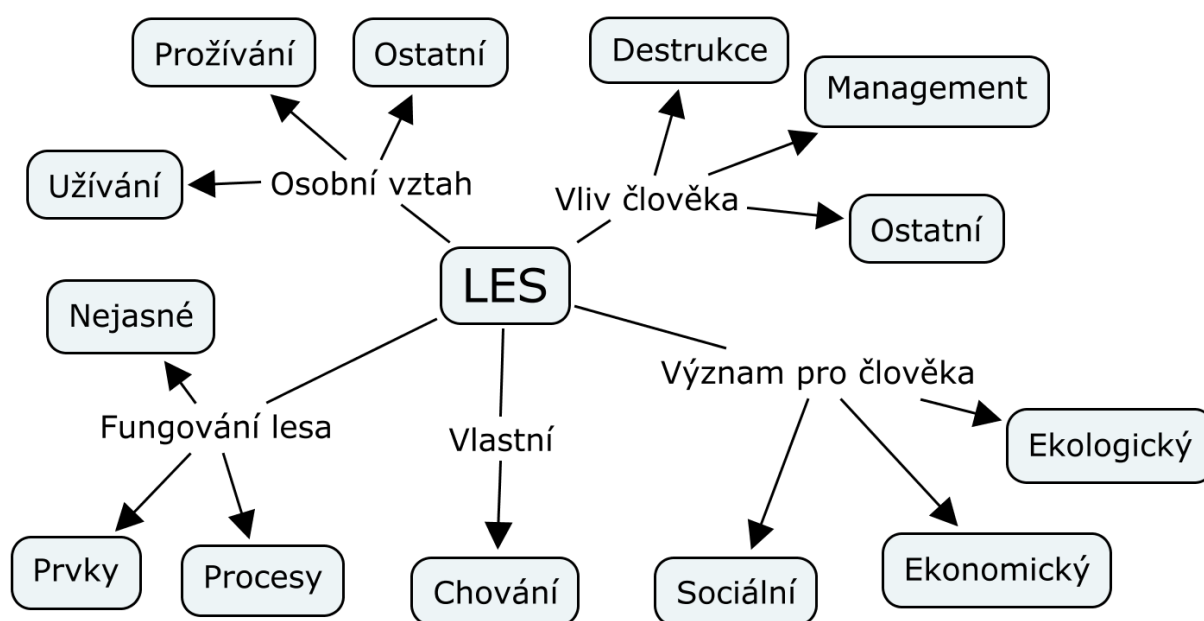 Prožívání
Ostatní
Destrukce
Management
Užívání
Osobní vztah
Vliv člověka
Ostatní
LES
Nejasné
Význam pro člověka
Fungování lesa
Vlastní
Ekologický
Prvky
Procesy
Chování
Sociální
Ekonomický